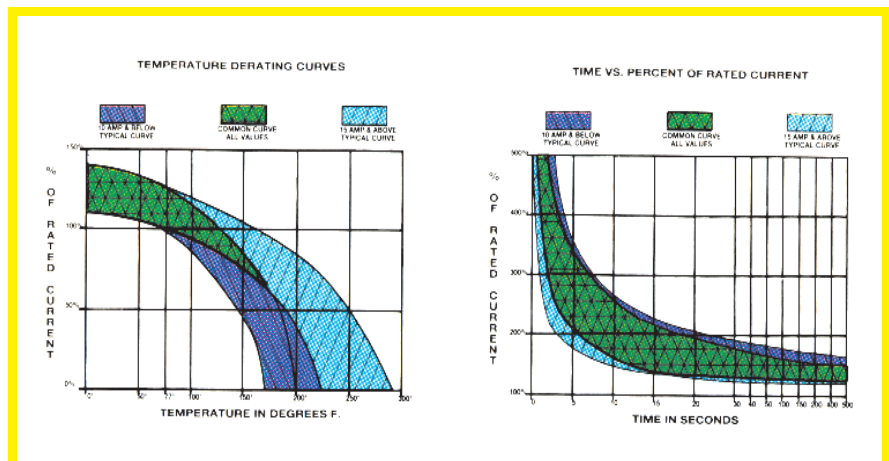 TEMPERATURE DERATING CURVES
10 AMP & BELOW
TYPICAL CURVE
COMMON CURVE
ALL VALUES
15 AMP & ABOVE
TYPICAL CURVE
% OF RATED CURRENT
150%
100%
50%
0%
0°
50°
77°
100°
150°
200°
250°
300°
TEMPERATURE IN DEGREES F.
TIME VS. PERCENT OF RATED CURRENT
10 AMP & BELOW
TYPICAL CURVE
COMMON CURVE
ALL VALUES
15 AMP & ABOVE
TYPICAL CURVE
% OF RATED CURRENT
500%
400%
300%
200%
100%
0
5
10
15
20
30
40
50
100
150
200
400
500
TIME IN SECONDS